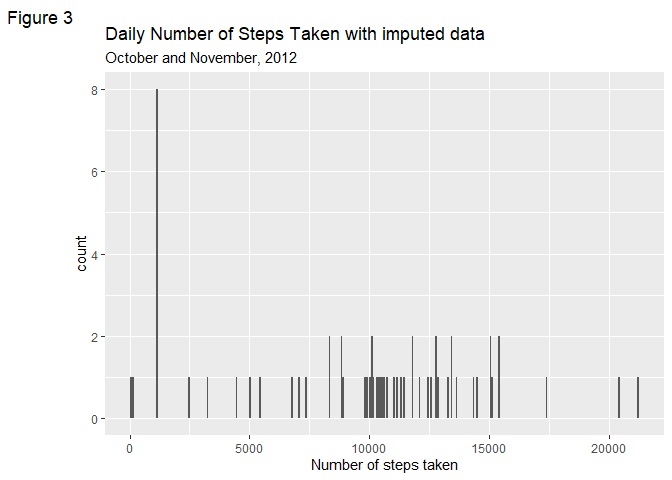 Figure 3
Daily Number of Steps Taken with imputed data
October and November, 2012
8
6
4
2
0
count
0 5000 10000 15000 20000
Number of steps taken